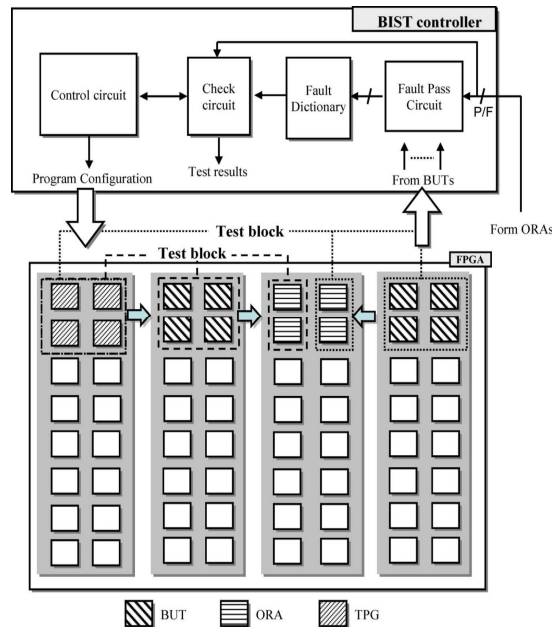 BIST controller
Control circuit
Check
circuit
Fault
Dictionary
Fault Pass
Circuit
P/F
Program Configuration
Test results
From BUTs
Form ORAs
Test block
Test block
FPGA
BUT
ORA
TPG